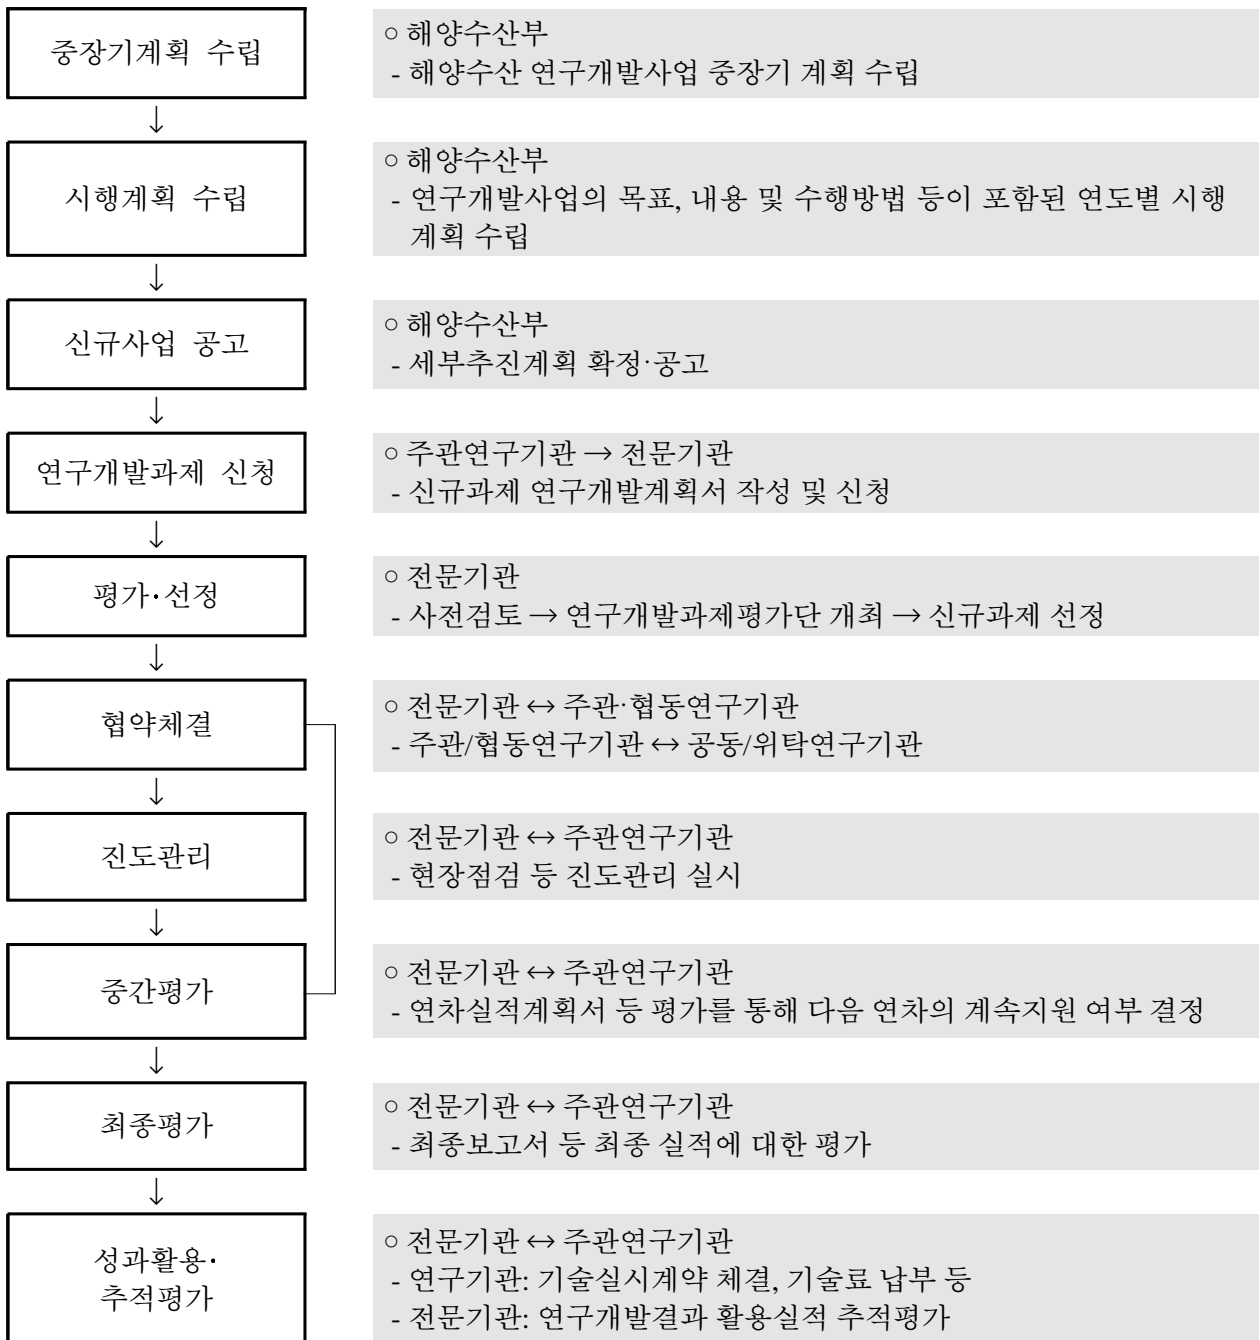 중장기계획 수립
○ 해양수산부
- 해양수산 연구개발사업 중장기 계획 수립
↓
시행계획 수립
○ 해양수산부
- 연구개발사업의 목표, 내용 및 수행방법 등이 포함된 연도별 시행
계획 수립
↓
신규사업 공고
○ 해양수산부
- 세부추진계획 확정·공고
↓
연구개발과제 신청
○ 주관연구기관 → 전문기관
- 신규과제 연구개발계획서 작성 및 신청
↓
평가·선정
○ 전문기관
- 사전검토 → 연구개발과제평가단 개최 → 신규과제 선정
↓
협약체결
○ 전문기관 ↔ 주관·협동연구기관
- 주관/협동연구기관 ↔ 공동/위탁연구기관
↓
진도관리
○ 전문기관 ↔ 주관연구기관
- 현장점검 등 진도관리 실시
↓
중간평가
○ 전문기관 ↔ 주관연구기관
- 연차실적계획서 등 평가를 통해 다음 연차의 계속지원 여부 결정
↓
최종평가
○ 전문기관 ↔ 주관연구기관
- 최종보고서 등 최종 실적에 대한 평가
↓
성과활용·
추적평가
○ 전문기관 ↔ 주관연구기관
- 연구기관: 기술실시계약 체결, 기술료 납부 등
- 전문기관: 연구개발결과 활용실적 추적평가